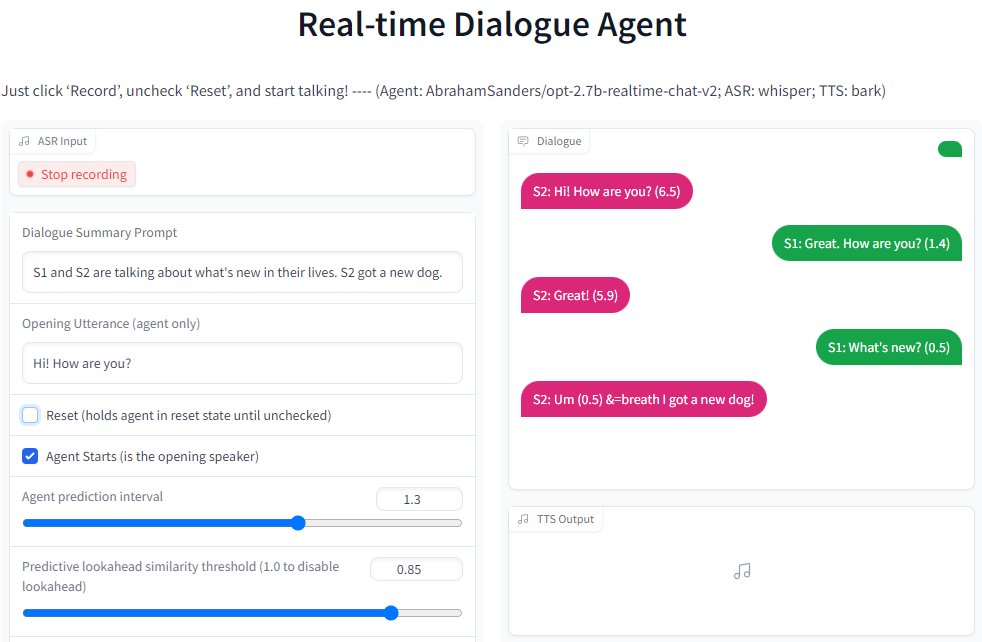 Real-time Dialogue Agent
Just click ‘Record’, uncheck ‘Reset’, and start talking! ---- (Agent: AbrahamSanders/opt-2.7b-realtime-chat-v2; ASR: whisper; TTS: bark)
ASR Input
Stop recording
Dialogue Summary Prompt
S1 and S2 are talking about what's new in their lives. S2 got a new dog.
Opening Utterance (agent only)
Hi! How are you?
Reset (holds agent in reset state until unchecked)
Agent Starts (is the opening speaker)
Agent prediction interval
1.3
Predictive lookahead similarity threshold (1.0 to disable
lookahead)
0.85
Dialogue
S2: Hi! How are you? (6.5)
S1: Great. How are you? (1.4)
S2: Great! (5.9)
S1: What's new? (0.5)
S2: Um (0.5) &=breath I got a new dog!
TTS Output